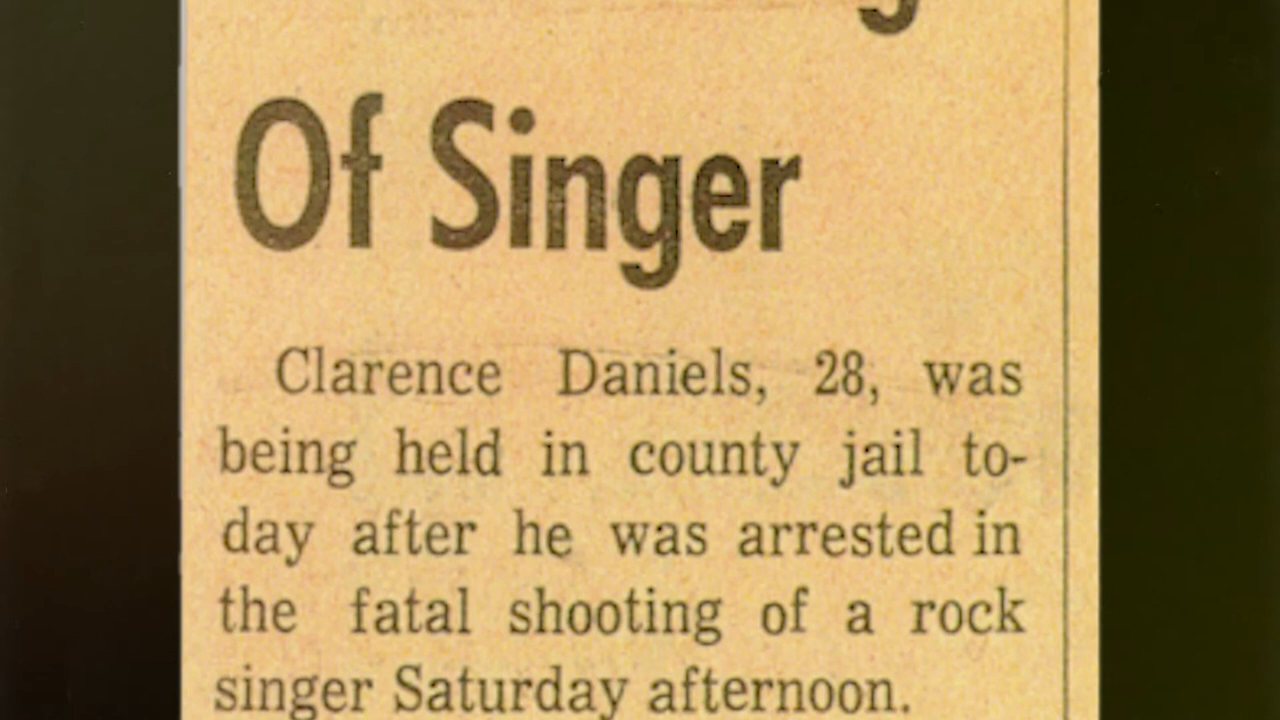 Of Singer
Clarence Daniels, 28, was
being held in county jail to-
day after he was arrested in
the fatal shooting of a rock
singer Saturday afternoon.